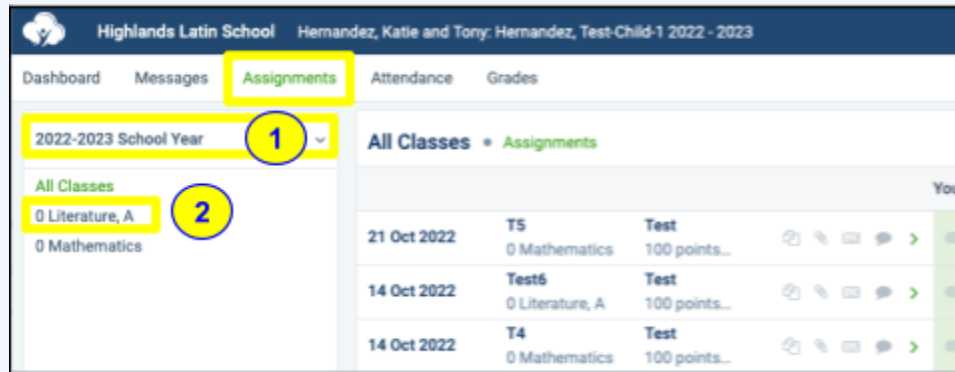 Highlands Latin School Hernandez, Katie and Tony: Hernandez, Test-Child-1 2022 - 2023
Dashboard Messages Assignments Attendance Grades
2022-2023 School Year 1
All Classes • Assignments
All Classes
0 Literature, A 2
0 Mathematics
You
21 Oct 2022 T5 Test
0 Mathematics 100 points...
14 Oct 2022 Test6 Test
0 Literature, A 100 points...
14 Oct 2022 T4 Test
0 Mathematics 100 points...